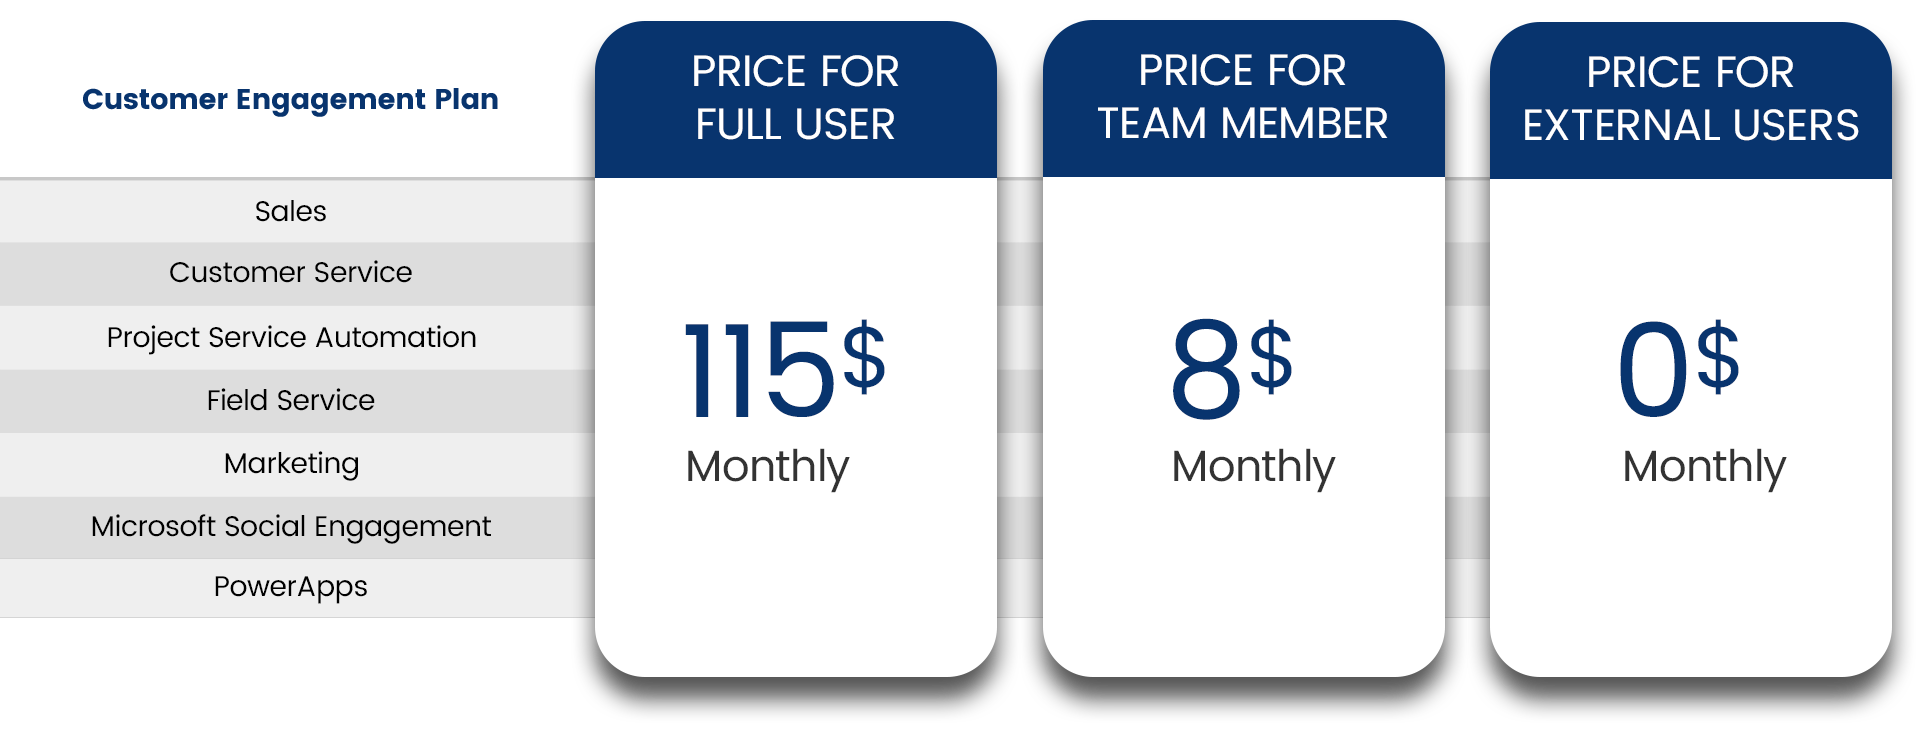 Customer Engagement Plan
PRICE FOR
FULL USER
PRICE FOR
TEAM MEMBER
PRICE FOR
EXTERNAL USERS
Sales
Customer Service
Project Service Automation
Field Service
Marketing
Microsoft Social Engagement
PowerApps
115$
Monthly
8$
Monthly
0$
Monthly